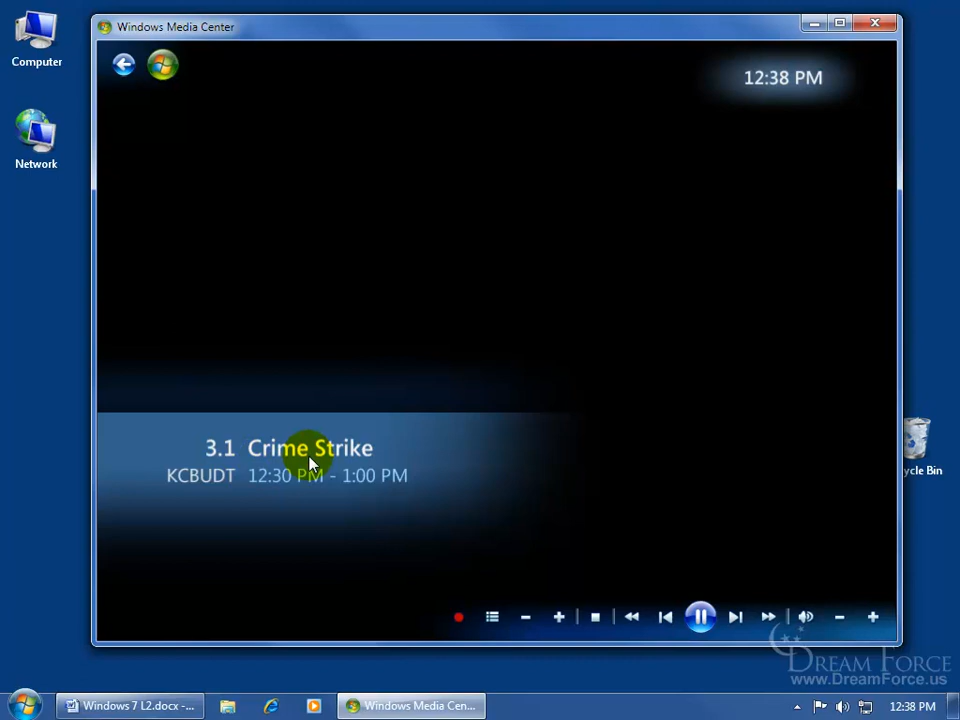 Windows Media Center
Computer
12:38 PM
Network
3.1 Crime Strike
KCBUDT 12:30 PM - 1:00 PM
cycle Bin
DREAM FORCE
www.DreamForce.us
Windows 7 L2.docx -...
Windows Media Cen...
12:38 PM